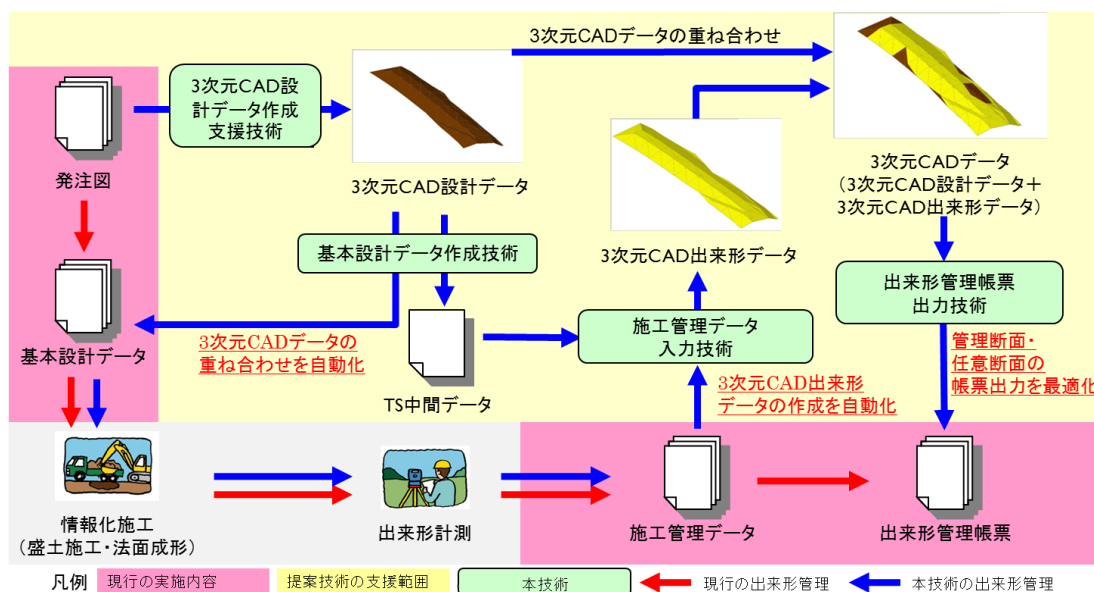 3次元CADデータの重ね合わせ
3次元CAD設
計データ作成
支援技術
発注図
3次元CAD設計データ
3次元CADデータ
(3次元CAD設計データ+
3次元CAD出来形データ)
基本設計データ作成技術
3次元CAD出来形データ
出来形管理帳票
出力技術
基本設計データ
3次元CADデータの
重ね合わせを自動化
施工管理データ
入力技術
管理断面・
任意断面の
帳票出力を最適化
TS中間データ
3次元CAD出来形
データの作成を自動化
情報化施工
(盛土施工・法面成形)
出来形計測
施工管理データ
出来形管理帳票
凡例 現行の実施内容 提案技術の支援範囲 本技術 現行の出来形管理 本技術の出来形管理